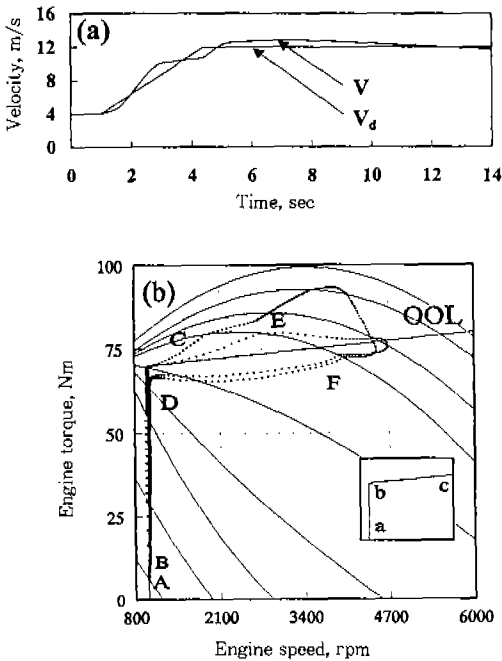 (a)
Velocity, m/s
16
12
8
4
0
V
V_d
0 2 4 6 8 10 12 14
Time, sec
(b)
Engine torque, Nm
100
75
50
25
0
OOL
C
E
D
F
B
A
b c
a
800 2100 3400 4700 6000
Engine speed, rpm